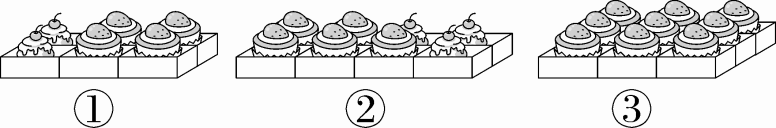 ① ② ③